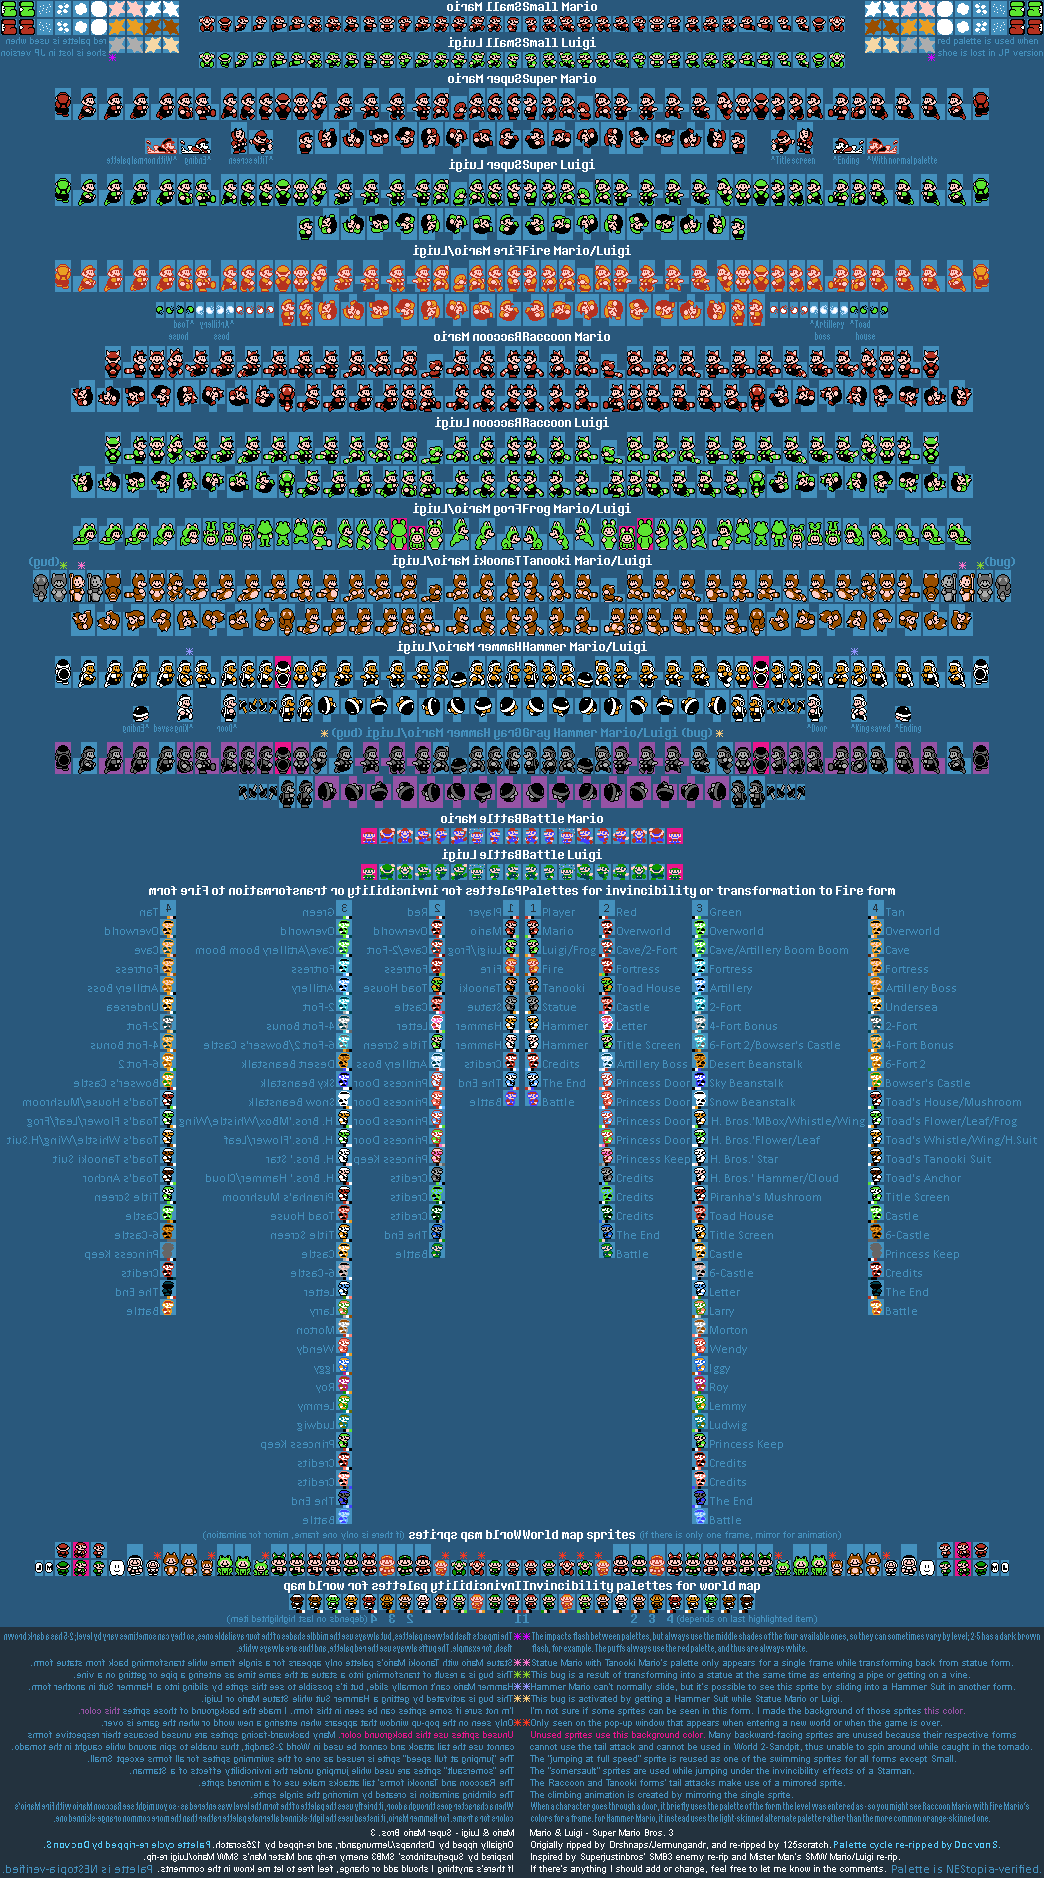 Small Mario
red palette is used when
shoe is lost in JP version
Small Luigi
Super Mario
^Title screen ^Ending ^With normal palette
Super Luigi
Fire Mario/Luigi
^Artillery boss ^Toad house
Raccoon Mario
Raccoon Luigi
Frog Mario/Luigi
Tanooki Mario/Luigi (bug)
Hammer Mario/Luigi
^Door ^King saved ^Ending
Gray Hammer Mario/Luigi (bug)
Battle Mario
Battle Luigi
Palettes for invincibility or transformation to Fire form
1 Player
Mario
Luigi/Frog
Fire
Tanooki
Statue
Hammer
Hammer
Credits
The End
Battle
2 Red
Overworld
Cave/2-Fort
Fortress
Toad House
Castle
Letter
Title Screen
Artillery Boss
Princess Door
Princess Door
Princess Door
Princess Door
Princess Keep
Credits
Credits
Credits
The End
Battle
3 Green
Overworld
Cave/Artillery Boom Boom
Fortress
Artillery
2-Fort
4-Fort Bonus
6-Fort 2/Bowser's Castle
Desert Beanstalk
Sky Beanstalk
Snow Beanstalk
H. Bros.'MBox/Whistle/Wing
H. Bros.'Flower/Leaf
H. Bros.' Star
H. Bros.' Hammer/Cloud
Piranha's Mushroom
Toad House
Title Screen
Castle
6-Castle
Letter
Larry
Morton
Wendy
Iggy
Roy
Lemmy
Ludwig
Princess Keep
Credits
Credits
The End
Battle
4 Tan
Overworld
Cave
Fortress
Artillery Boss
Undersea
2-Fort
4-Fort Bonus
6-Fort 2
Bowser's Castle
Toad's House/Mushroom
Toad's Flower/Leaf/Frog
Toad's Whistle/Wing/H.Suit
Toad's Tanooki Suit
Toad's Anchor
Title Screen
Castle
6-Castle
Princess Keep
Credits
The End
Battle
World map sprites (if there is only one frame, mirror for animation)
Invincibility palettes for world map
1 2 3 4 (depends on last highlighted item)
The impacts flash between palettes, but always use the middle shades of the four available ones, so they can sometimes vary by level; 2-5 has a dark brown
flash, for example. The puffs always use the red palette, and thus are always white.
Statue Mario with Tanooki Mario's palette only appears for a single frame while transforming back from statue form.
This bug is a result of transforming into a statue at the same time as entering a pipe or getting on a vine.
Hammer Mario can't normally slide, but it's possible to see this sprite by sliding into a Hammer Suit in another form.
This bug is activated by getting a Hammer Suit while Statue Mario or Luigi.
I'm not sure if some sprites can be seen in this form. I made the background of those sprites this color.
Only seen on the pop-up window that appears when entering a new world or when the game is over.
Unused sprites use this background color. Many backward-facing sprites are unused because their respective forms
cannot use the tail attack and cannot be used in World 2-Sandpit, thus unable to spin around while caught in the tornado.
The "jumping at full speed" sprite is reused as one of the swimming sprites for all forms except Small.
The "somersault" sprites are used while jumping under the invincibility effects of a Starman.
The Raccoon and Tanooki forms' tail attacks make use of a mirrored sprite.
The climbing animation is created by mirroring the single sprite.
When a character goes through a door, it briefly uses the palette of the form the level was entered as - so you might see Raccoon Mario with Fire Mario's
colors for a frame. For Hammer Mario, it instead uses the light-skinned alternate palette rather than the more common orange-skinned one.
Mario & Luigi - Super Mario Bros. 3
Originally ripped by Drshnaps/Jermungandr, and re-ripped by 125scratch. Palette cycle re-ripped by DacvanS.
Inspired by Superjustinbros' SMB3 enemy re-rip and Mister Man's SMW Mario/Luigi re-rip.
If there's anything I should add or change, feel free to let me know in the comments. Palette is NEStopia-verified.